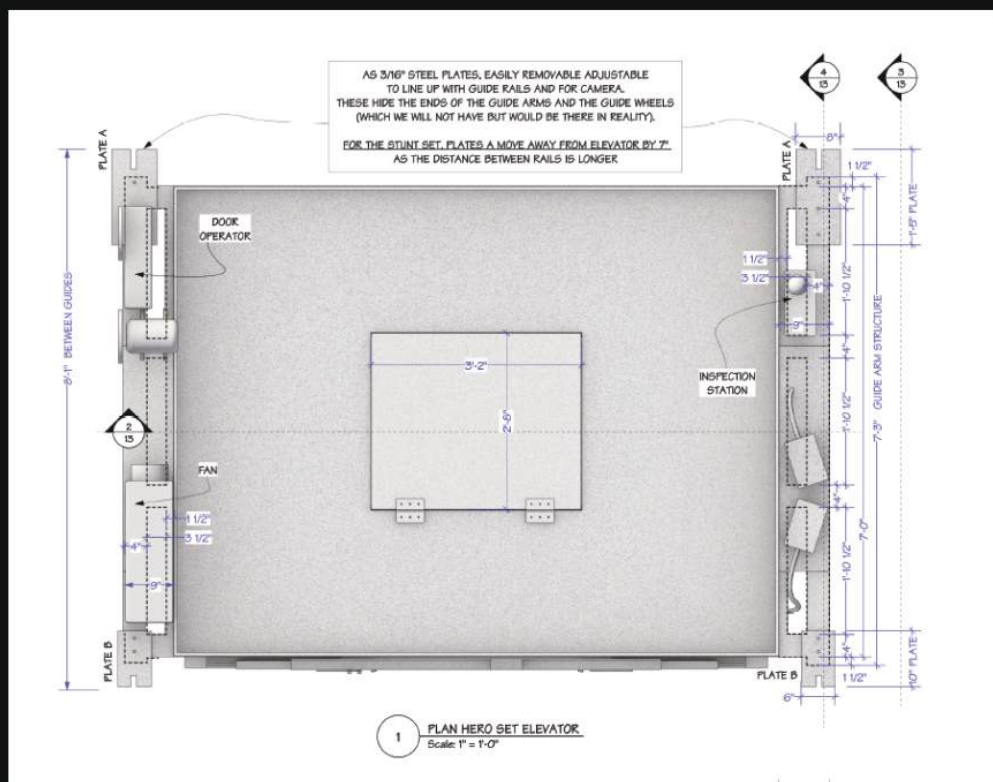 AS 3/16" STEEL PLATES, EASILY REMOVABLE ADJUSTABLE
TO LINE UP WITH GUIDE RAILS AND FOR CAMERA.
THESE HIDE THE ENDS OF THE GUIDE ARMS AND THE GUIDE WHEELS
(WHICH WE WILL NOT HAVE BUT WOULD BE THERE IN REALITY).
FOR THE STUNT SET, PLATES A MOVE AWAY FROM ELEVATOR BY 7"
AS THE DISTANCE BETWEEN RAILS IS LONGER
4
13
3
13
PLATE A
PLATE A
8"
1 1/2"
4"
PLATE
DOOR
OPERATOR
1 1/2"
3 1/2"
4"
1'-10 1/2"
9"
4"
BETWEEN GUIDES
7'-3" GUIDE ARM STRUCTURE
3'-2"
INSPECTION
STATION
1'-10 1/2"
2
13
FAN
4"
1 1/2"
3 1/2"
4"
7'-0"
1'-10 1/2"
9"
PLATE B
4"
10" PLATE
PLATE B
1 1/2"
6"
1
PLAN HERO SET ELEVATOR
Scale: 1" = 1'-0"